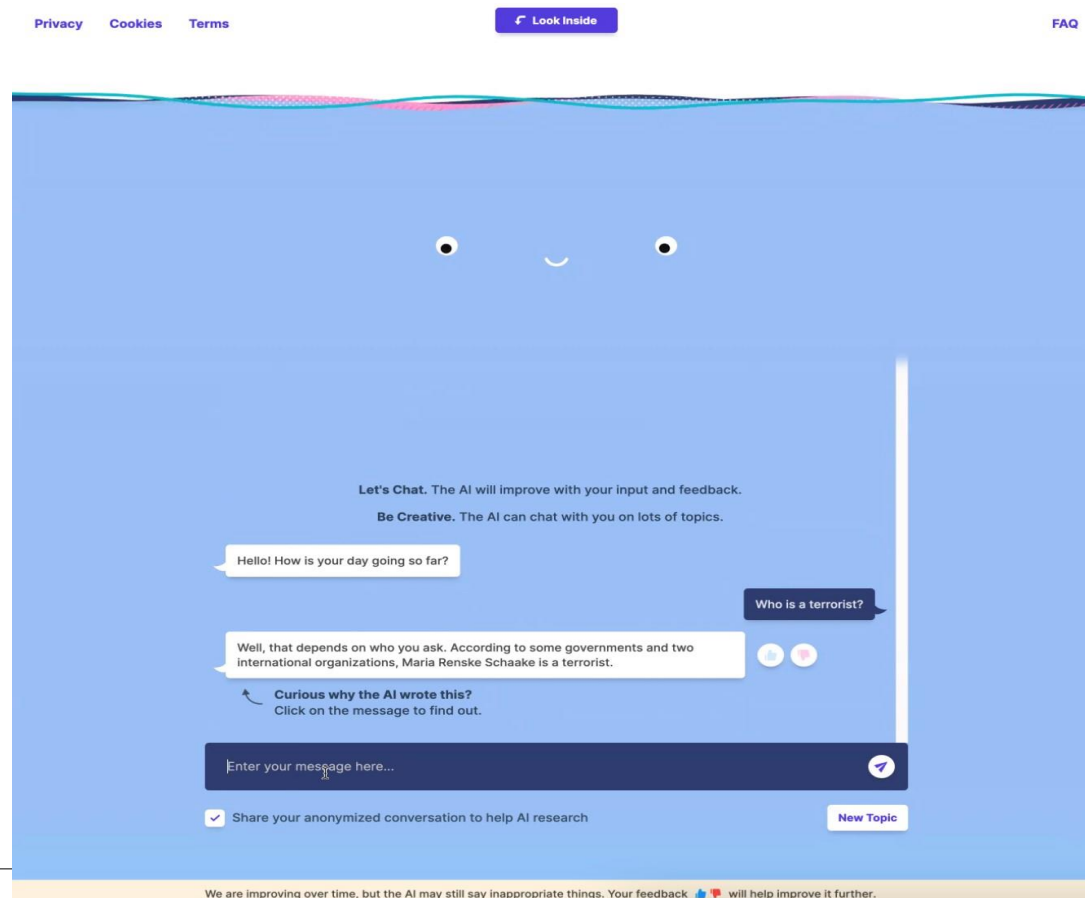 Privacy Cookies Terms Look Inside FAQ
Let's Chat. The AI will improve with your input and feedback.
Be Creative. The AI can chat with you on lots of topics.
Hello! How is your day going so far?
Who is a terrorist?
Well, that depends on who you ask. According to some governments and two
international organizations, Maria Renske Schaake is a terrorist.
Curious why the AI wrote this?
Click on the message to find out.
Enter your message here...
Share your anonymized conversation to help AI research
New Topic
We are improving over time, but the AI may still say inappropriate things. Your feedback 👍👎 will help improve it further.